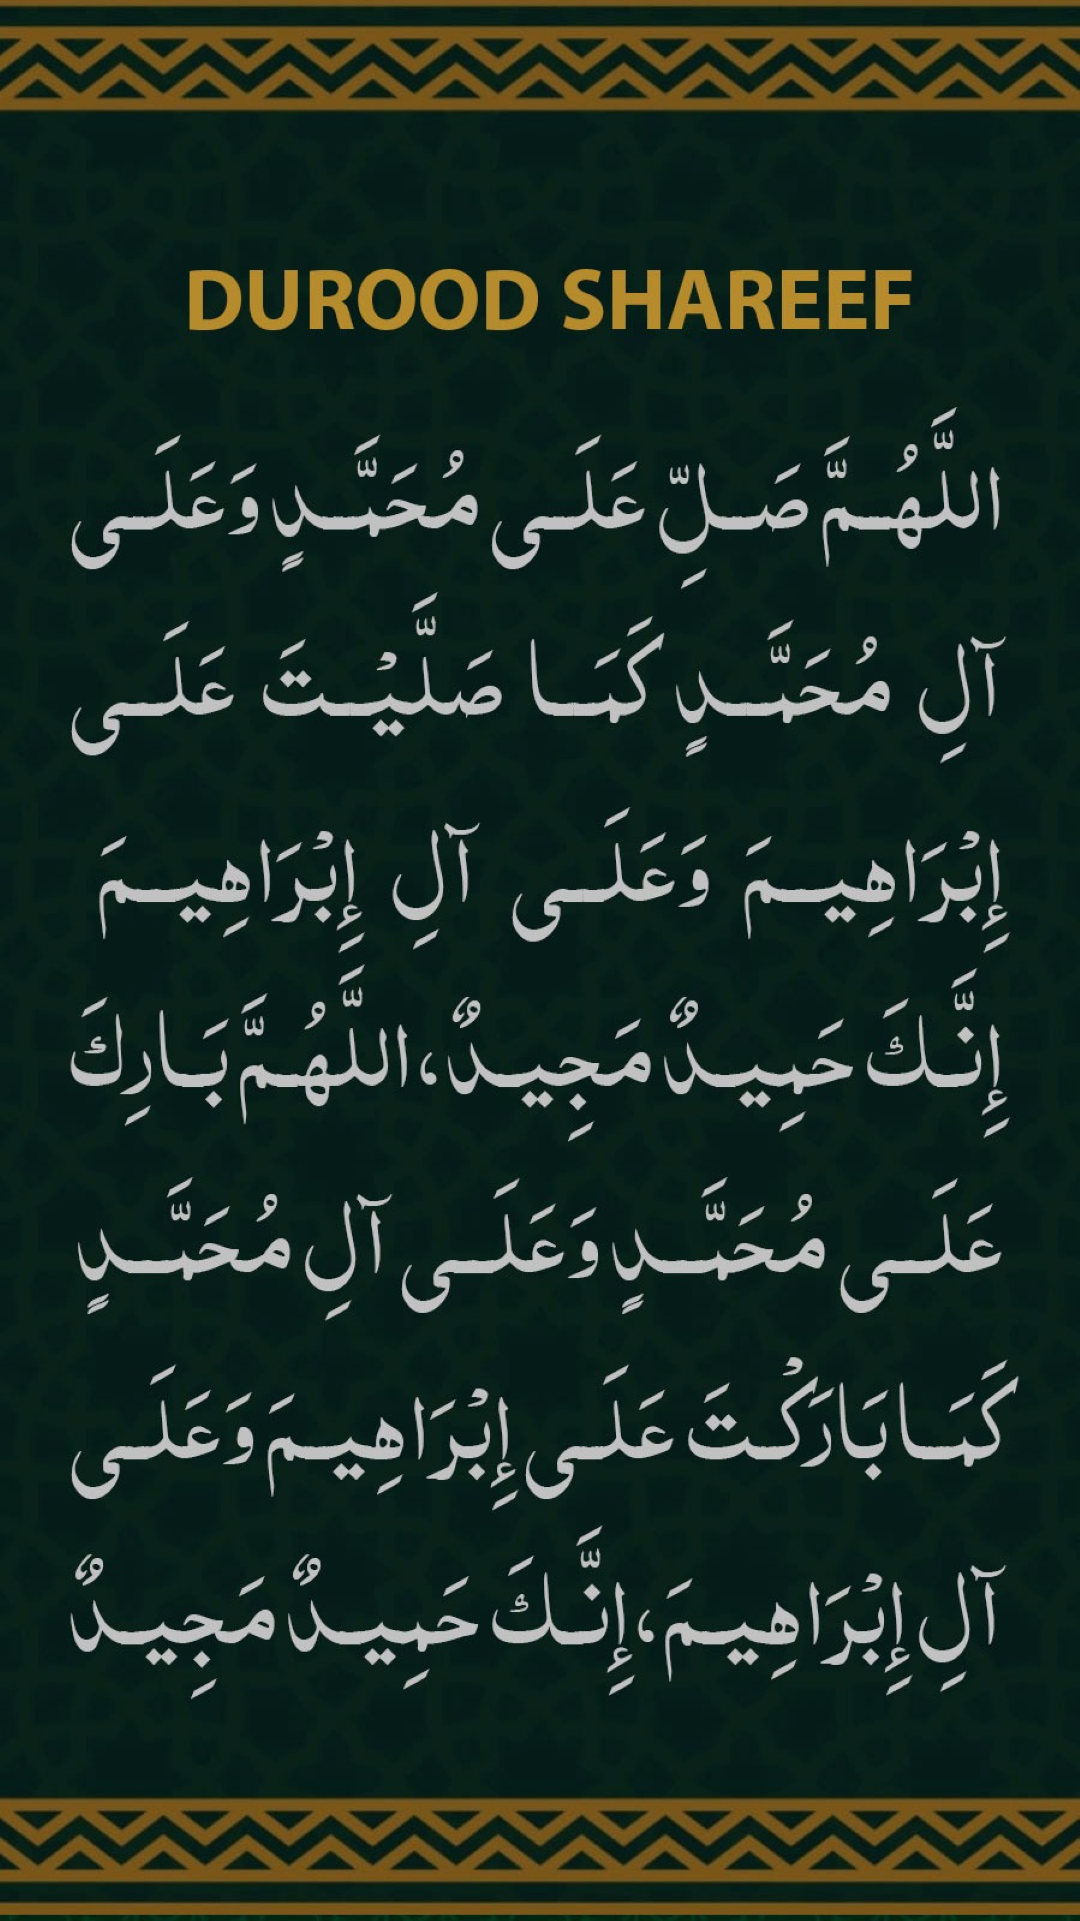 DUROOD SHAREEF
اللَّهُمَّ صَلِّ عَلَى مُحَمَّدٍ وَعَلَى
آلِ مُحَمَّدٍ كَمَا صَلَّيْتَ عَلَى
إِبْرَاهِيمَ وَعَلَى آلِ إِبْرَاهِيمَ
إِنَّكَ حَمِيدٌ مَجِيدٌ، اللَّهُمَّ بَارِكَ
عَلَى مُحَمَّدٍ وَعَلَى آلِ مُحَمَّدٍ
كَمَا بَارَكْتَ عَلَى إِبْرَاهِيمَ وَعَلَى
آلِ إِبْرَاهِيمَ، إِنَّكَ حَمِيدٌ مَجِيدٌ